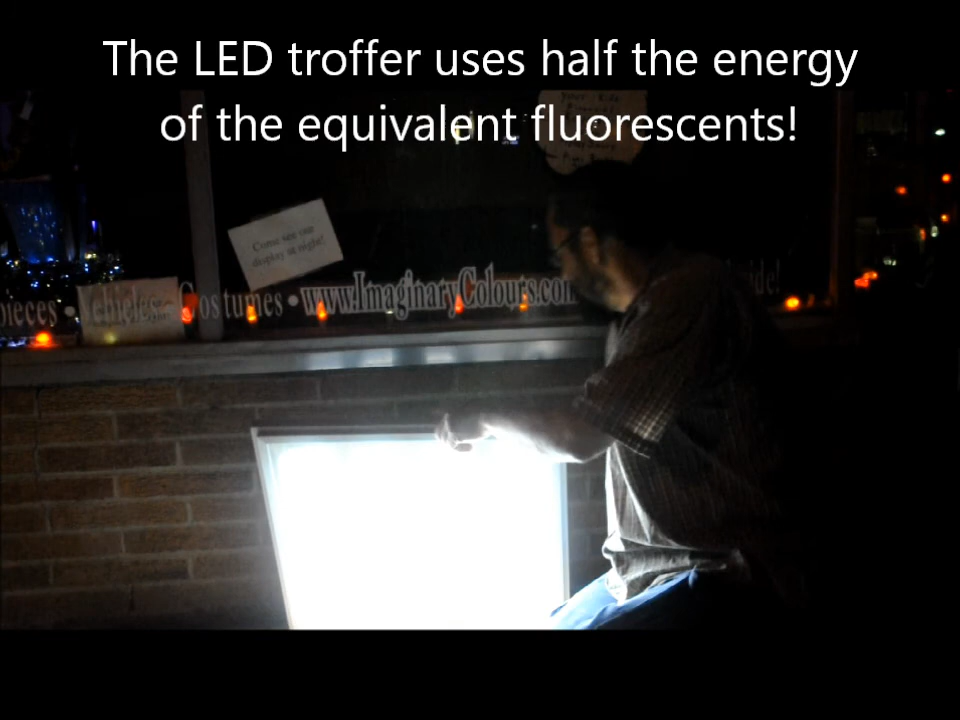 The LED troffer uses half the energy
of the equivalent fluorescents!
Come see our
display at night!
pieces • Vehicles • Costumes • www.ImaginaryColours.com